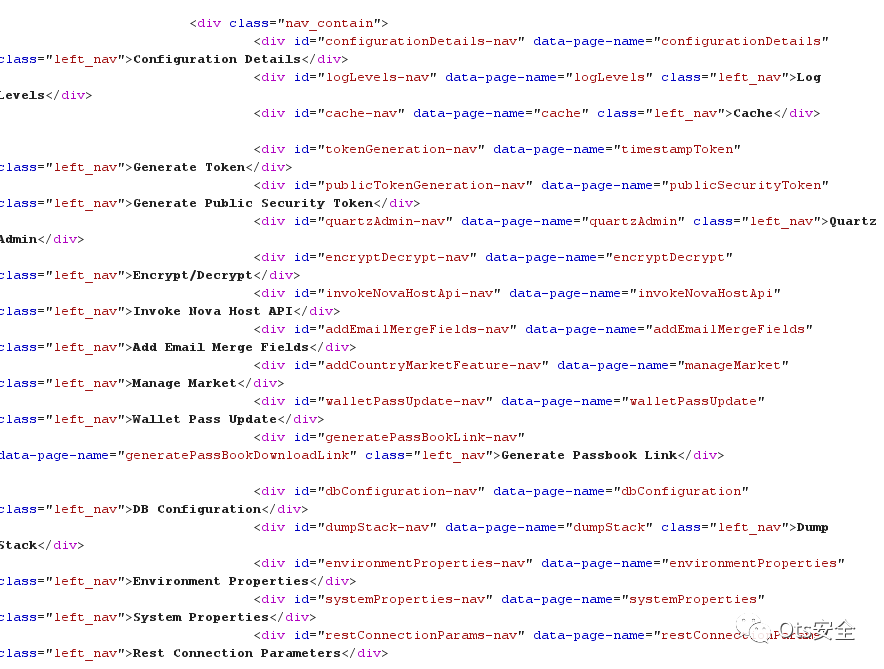 <div class="nav_contain">
<div id="configurationDetails-nav" data-page-name="configurationDetails"
class="left_nav">Configuration Details</div>
<div id="logLevels-nav" data-page-name="logLevels" class="left_nav">Log
Levels</div>
<div id="cache-nav" data-page-name="cache" class="left_nav">Cache</div>
<div id="tokenGeneration-nav" data-page-name="timestampToken"
class="left_nav">Generate Token</div>
<div id="publicTokenGeneration-nav" data-page-name="publicSecurityToken"
class="left_nav">Generate Public Security Token</div>
<div id="quartzAdmin-nav" data-page-name="quartzAdmin" class="left_nav">Quartz
Admin</div>
<div id="encryptDecrypt-nav" data-page-name="encryptDecrypt"
class="left_nav">Encrypt/Decrypt</div>
<div id="invokeNovaHostApi-nav" data-page-name="invokeNovaHostApi"
class="left_nav">Invoke Nova Host API</div>
<div id="addEmailMergeFields-nav" data-page-name="addEmailMergeFields"
class="left_nav">Add Email Merge Fields</div>
<div id="addCountryMarketFeature-nav" data-page-name="manageMarket"
class="left_nav">Manage Market</div>
<div id="walletPassUpdate-nav" data-page-name="walletPassUpdate"
class="left_nav">Wallet Pass Update</div>
<div id="generatePassBookLink-nav"
data-page-name="generatePassBookDownloadLink" class="left_nav">Generate Passbook Link</div>
<div id="dbConfiguration-nav" data-page-name="dbConfiguration"
class="left_nav">DB Configuration</div>
<div id="dumpStack-nav" data-page-name="dumpStack" class="left_nav">Dump
Stack</div>
<div id="environmentProperties-nav" data-page-name="environmentProperties"
class="left_nav">Environment Properties</div>
<div id="systemProperties-nav" data-page-name="systemProperties"
class="left_nav">System Properties</div>
<div id="restConnectionParams-nav" data-page-name="restConnectionParams"
class="left_nav">Rest Connection Parameters</div>
Ots安全